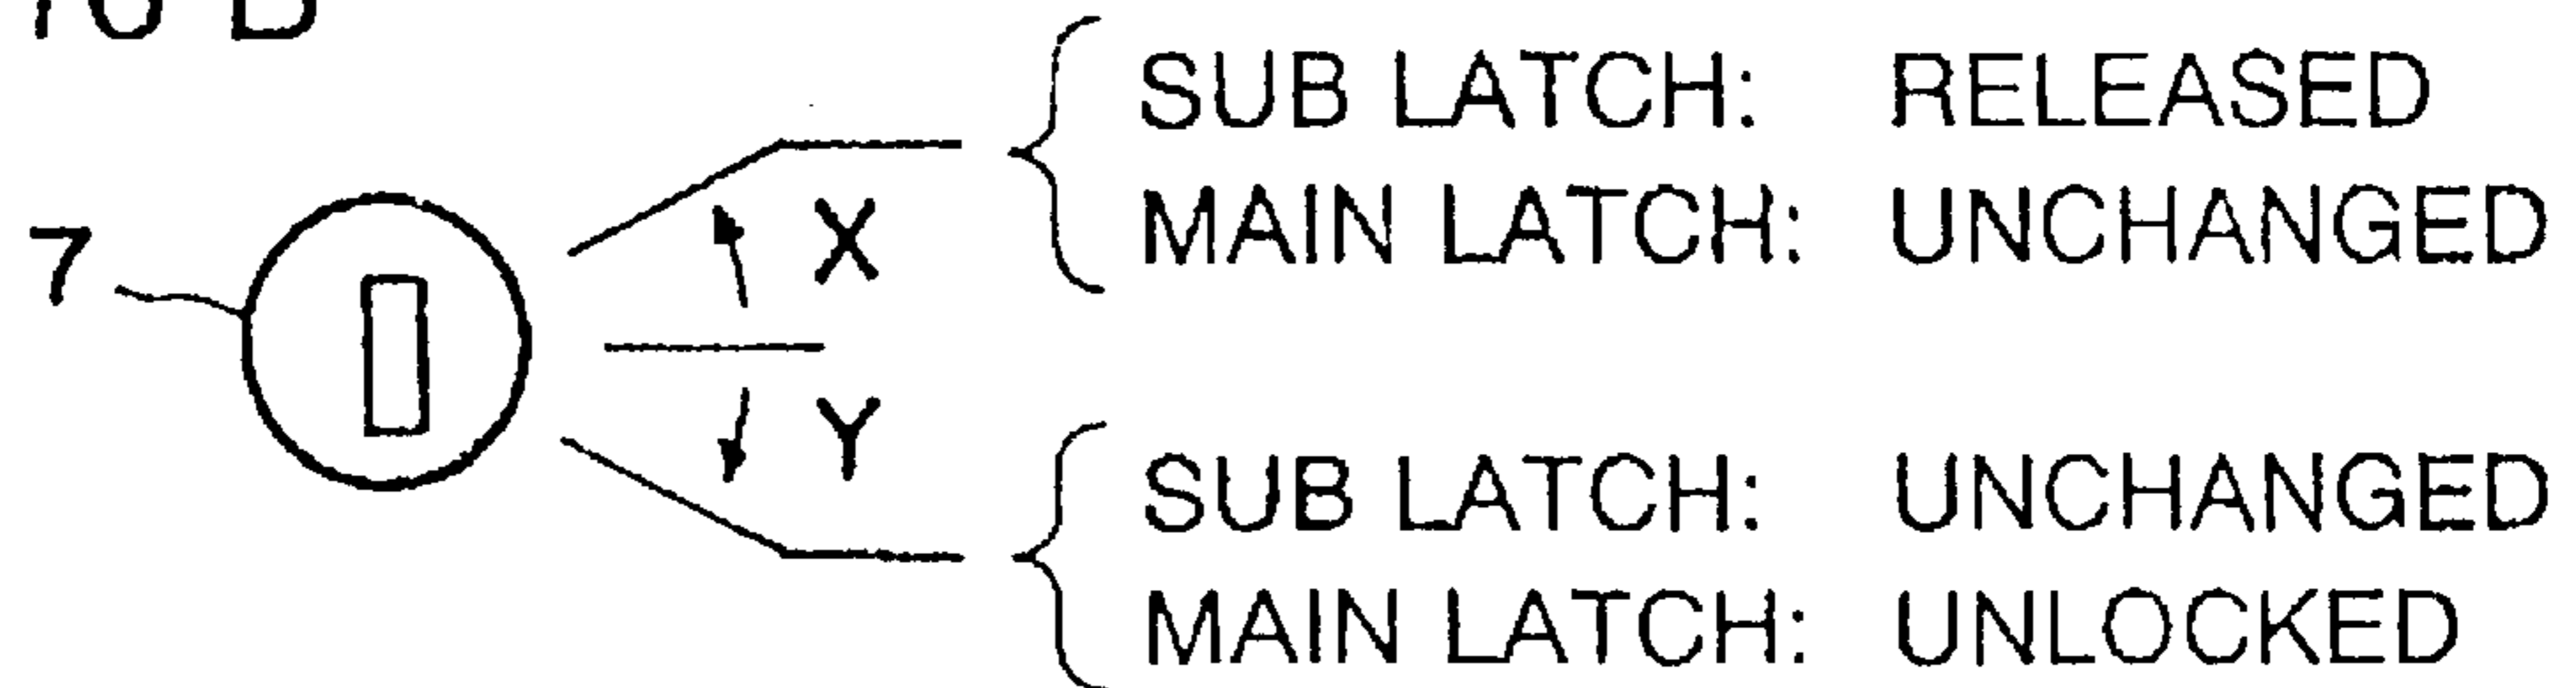 SUB LATCH: RELEASED
7 X MAIN LATCH: UNCHANGED
Y SUB LATCH: UNCHANGED
MAIN LATCH: UNLOCKED